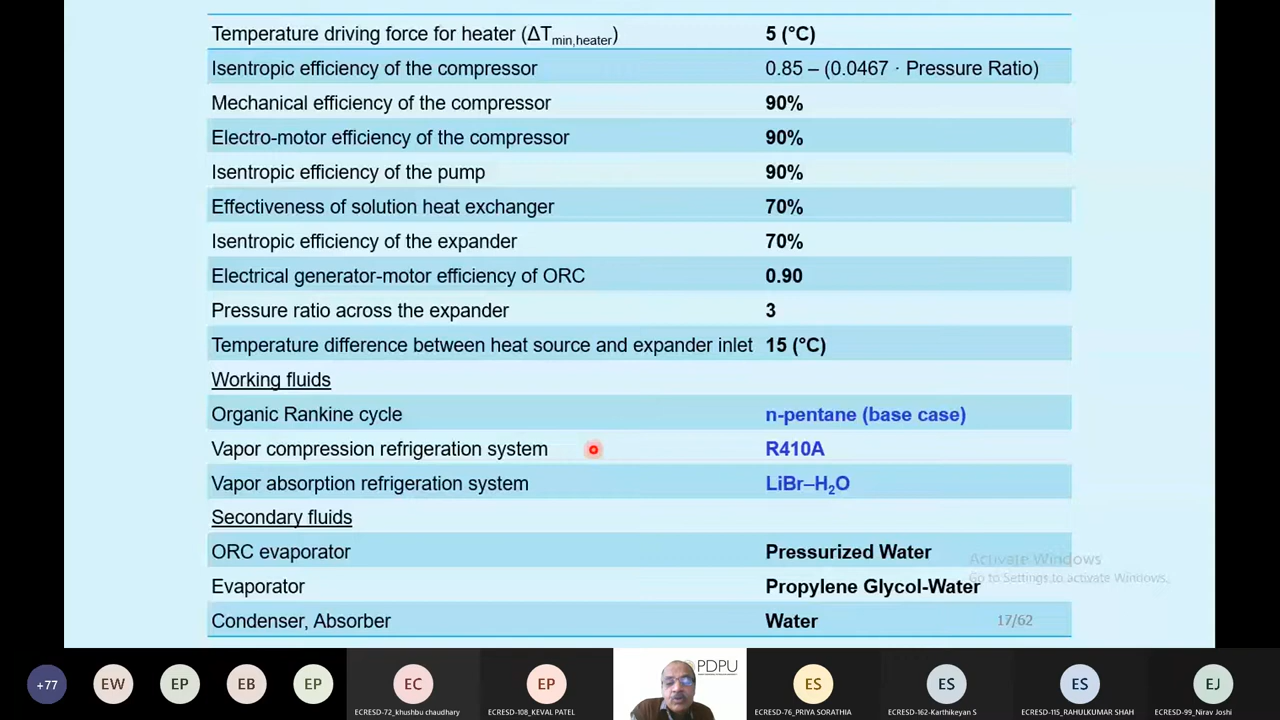 Temperature driving force for heater (ΔTmin,heater) 5 (°C)
Isentropic efficiency of the compressor 0.85 – (0.0467 · Pressure Ratio)
Mechanical efficiency of the compressor 90%
Electro-motor efficiency of the compressor 90%
Isentropic efficiency of the pump 90%
Effectiveness of solution heat exchanger 70%
Isentropic efficiency of the expander 70%
Electrical generator-motor efficiency of ORC 0.90
Pressure ratio across the expander 3
Temperature difference between heat source and expander inlet 15 (°C)
Working fluids
Organic Rankine cycle n-pentane (base case)
Vapor compression refrigeration system R410A
Vapor absorption refrigeration system LiBr–H₂O
Secondary fluids
ORC evaporator Pressurized Water
Activate Windows
Evaporator Propylene Glycol-Water
Go to Settings to activate Windows.
Condenser, Absorber Water
17/62
+77 EW EP EB EP EC EP PDPU ES ES ES EJ
ECRESD-72_khushbu chaudhary ECRESD-108_KEVAL PATEL ECRESD-76_PRIYA SORATHIA ECRESD-162-Karthikeyan S ECRESD-115_RAHULKUMAR SHAH ECRESD-99_Nirav Joshi